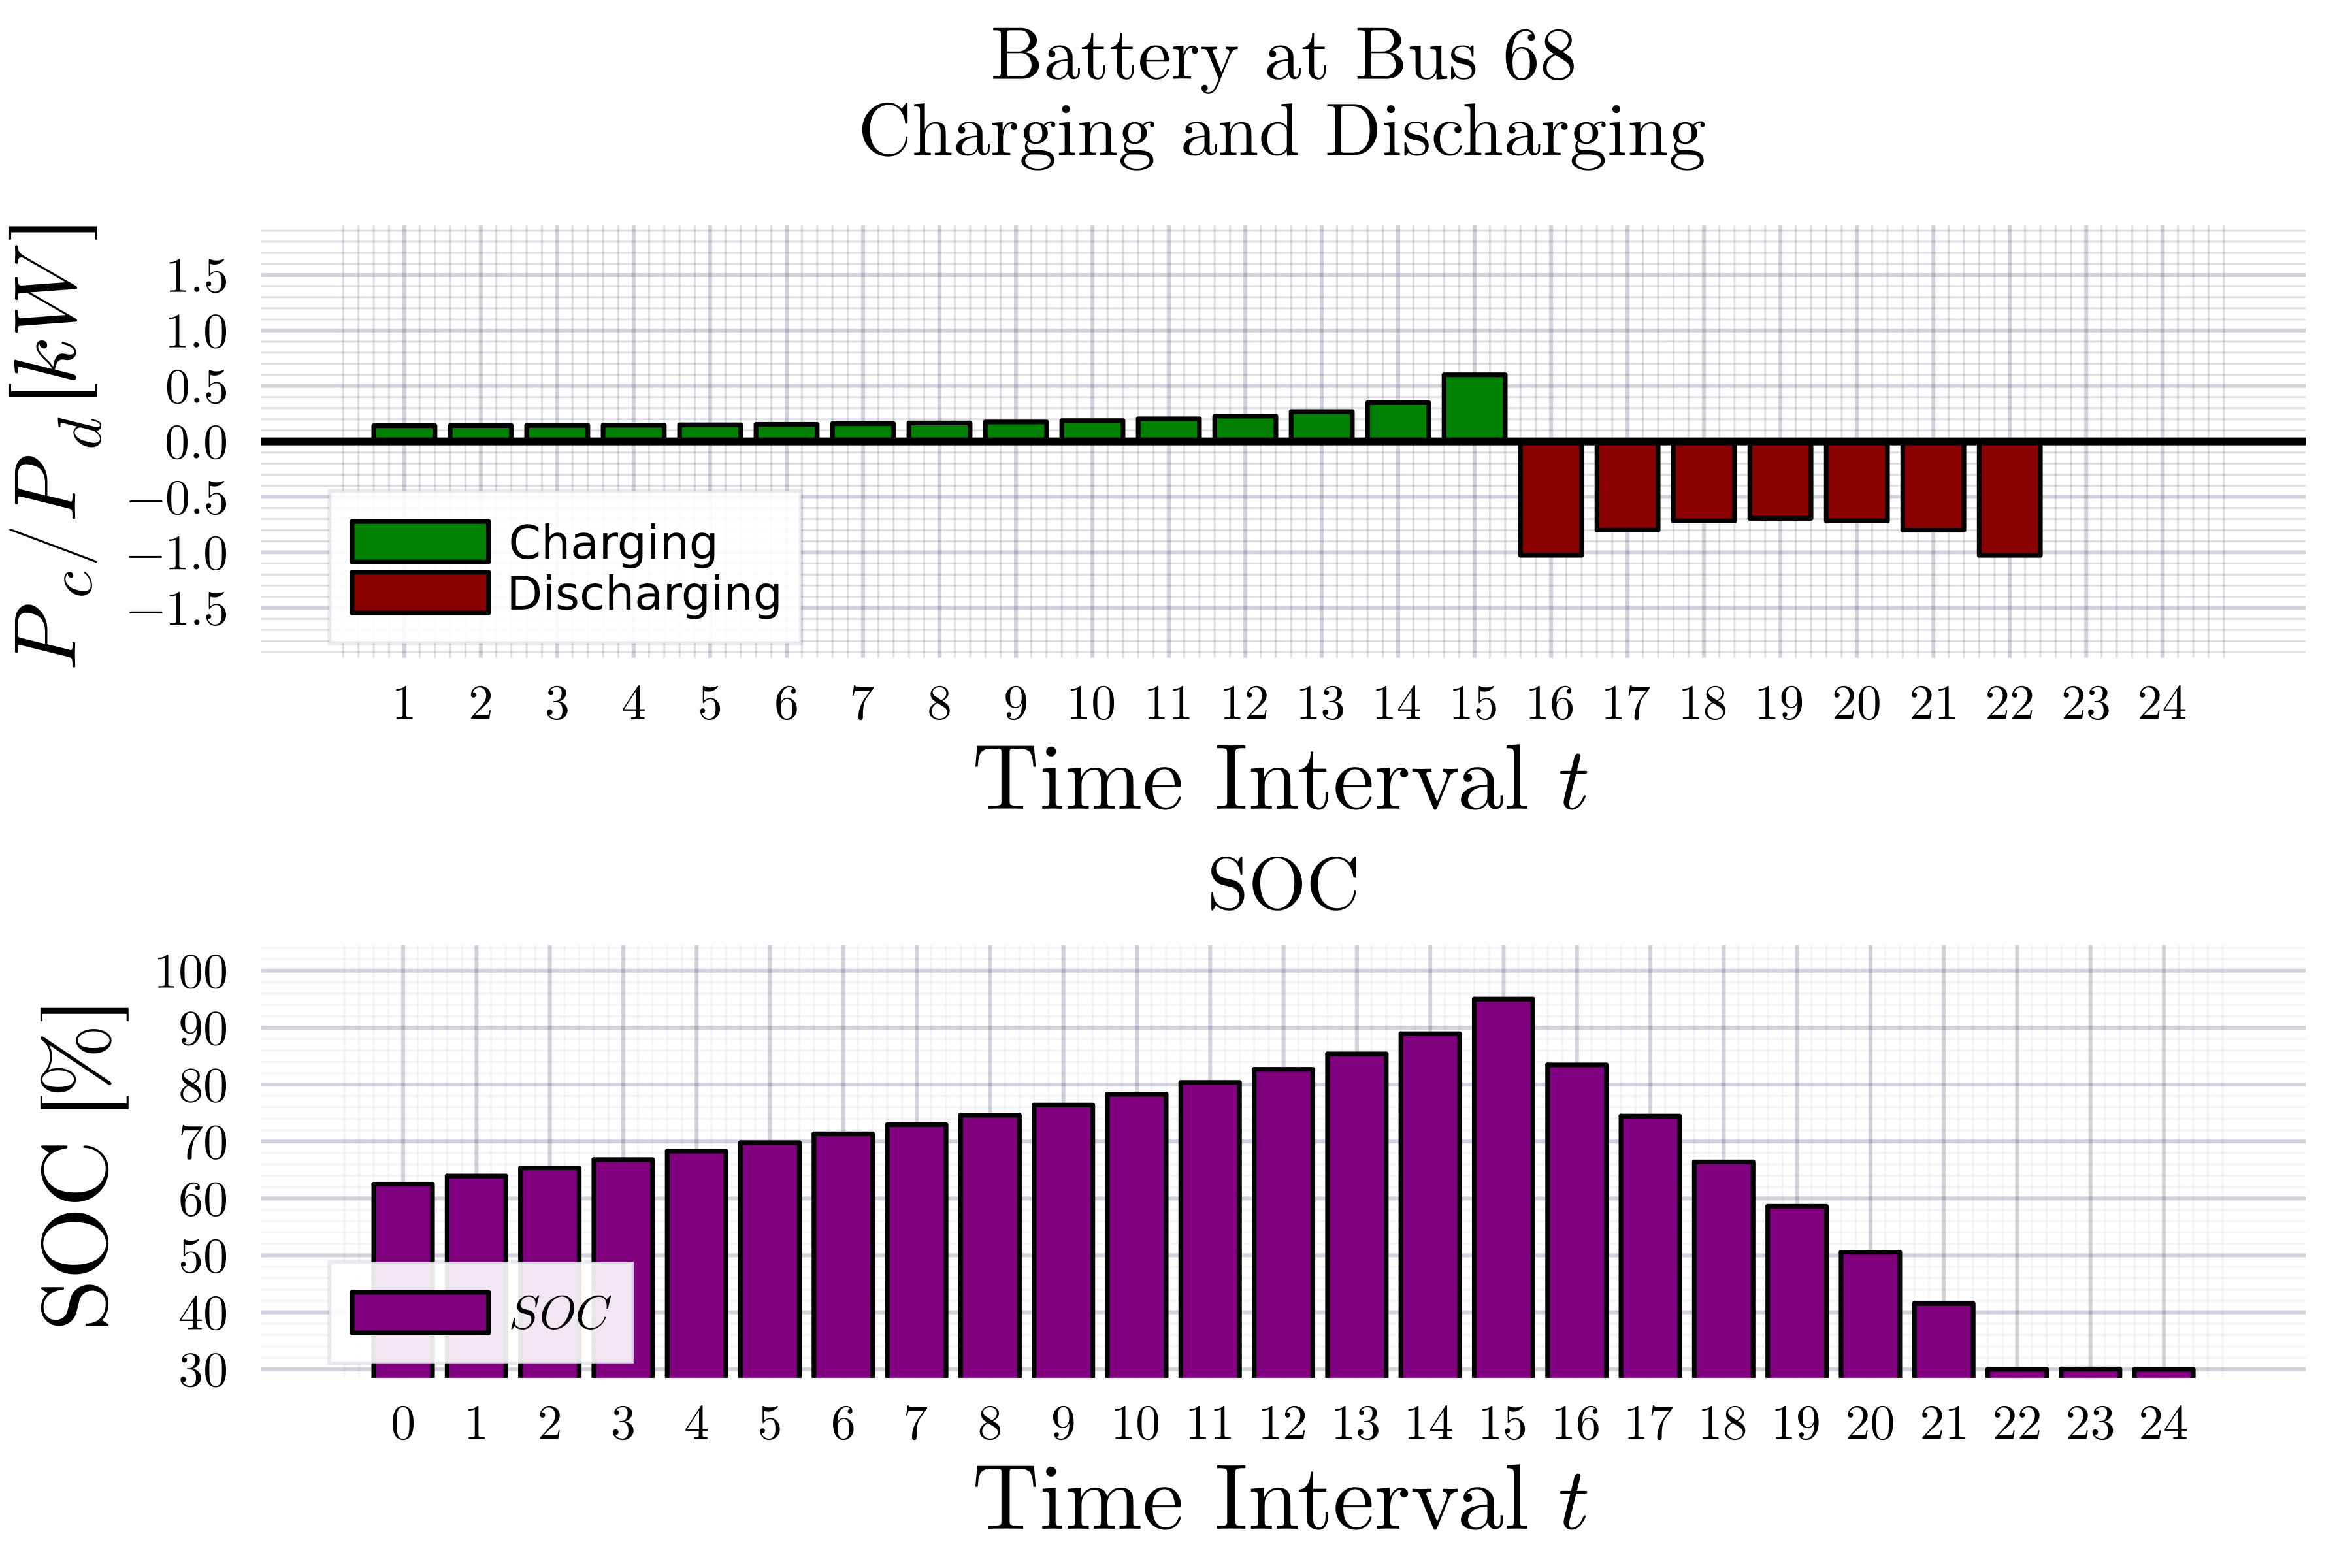 Battery at Bus 68
Charging and Discharging
P_c/P_d [kW]
1.5
1.0
0.5
0.0
−0.5
−1.0
−1.5
Charging
Discharging
1 2 3 4 5 6 7 8 9 10 11 12 13 14 15 16 17 18 19 20 21 22 23 24
Time Interval t
SOC
SOC [%]
100
90
80
70
60
50
40
30
SOC
0 1 2 3 4 5 6 7 8 9 10 11 12 13 14 15 16 17 18 19 20 21 22 23 24
Time Interval t